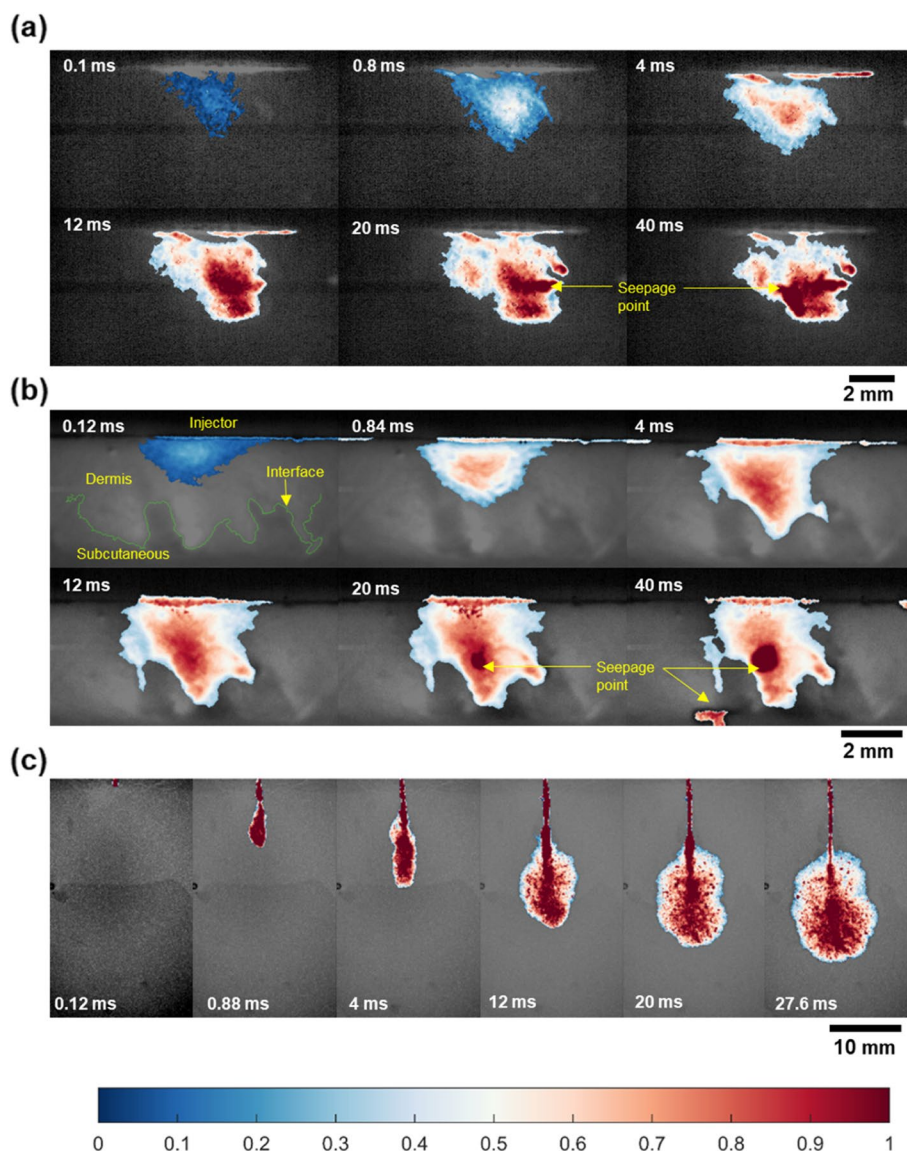 (a)
0.1 ms
0.8 ms
4 ms
12 ms
20 ms
40 ms
Seepage
point
2 mm
(b)
0.12 ms
Injector
0.84 ms
4 ms
Dermis
Interface
Subcutaneous
12 ms
20 ms
40 ms
Seepage
point
2 mm
(c)
0.12 ms
0.88 ms
4 ms
12 ms
20 ms
27.6 ms
10 mm
0 0.1 0.2 0.3 0.4 0.5 0.6 0.7 0.8 0.9 1